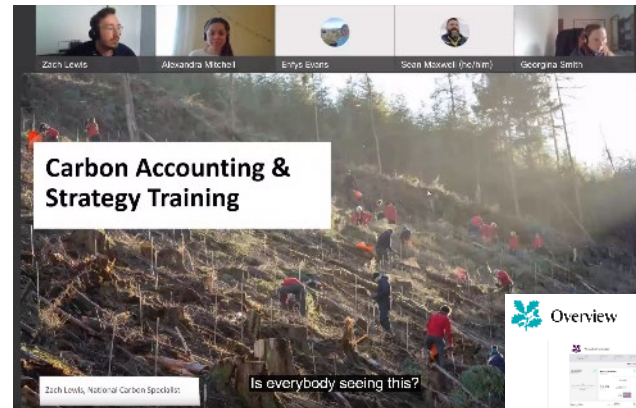 Zach Lewis
Alexandra Mitchell
Enfys Evans
Sean Maxwell (he/him)
Georgina Smith
Carbon Accounting &
Strategy Training
Overview
Zach Lewis, National Carbon Specialist
Is everybody seeing this?